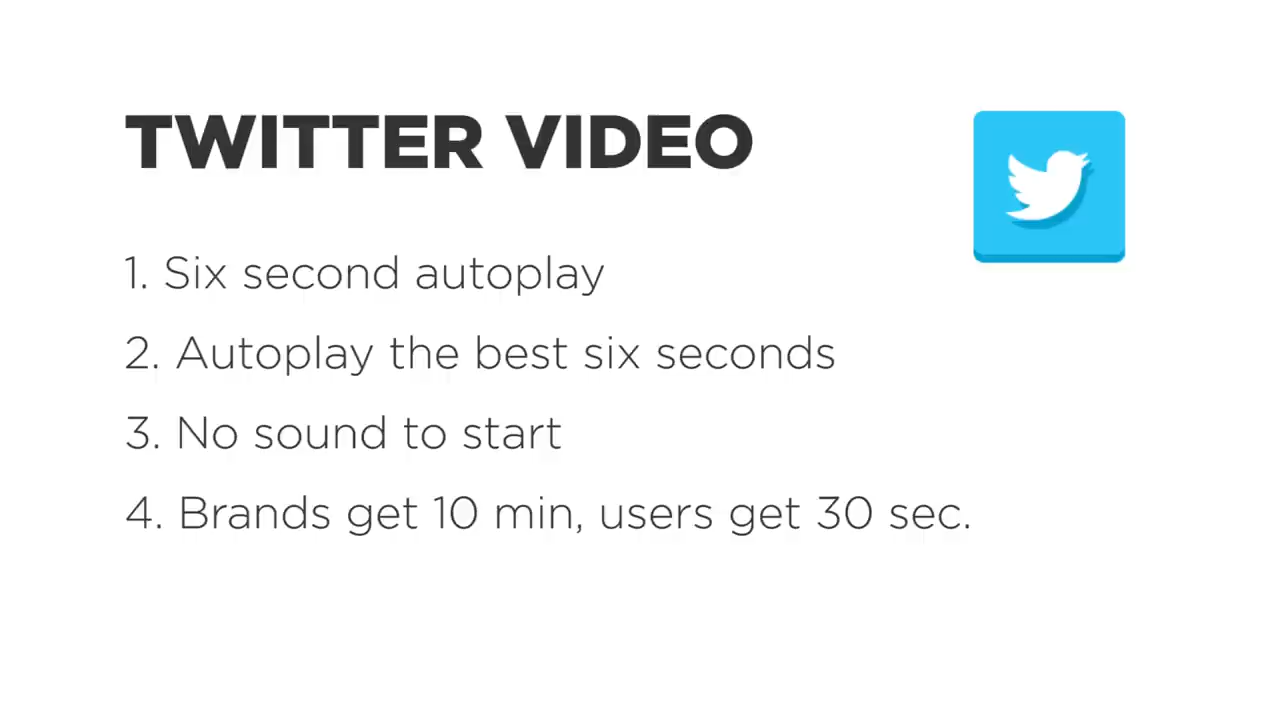 TWITTER VIDEO
1. Six second autoplay
2. Autoplay the best six seconds
3. No sound to start
4. Brands get 10 min, users get 30 sec.